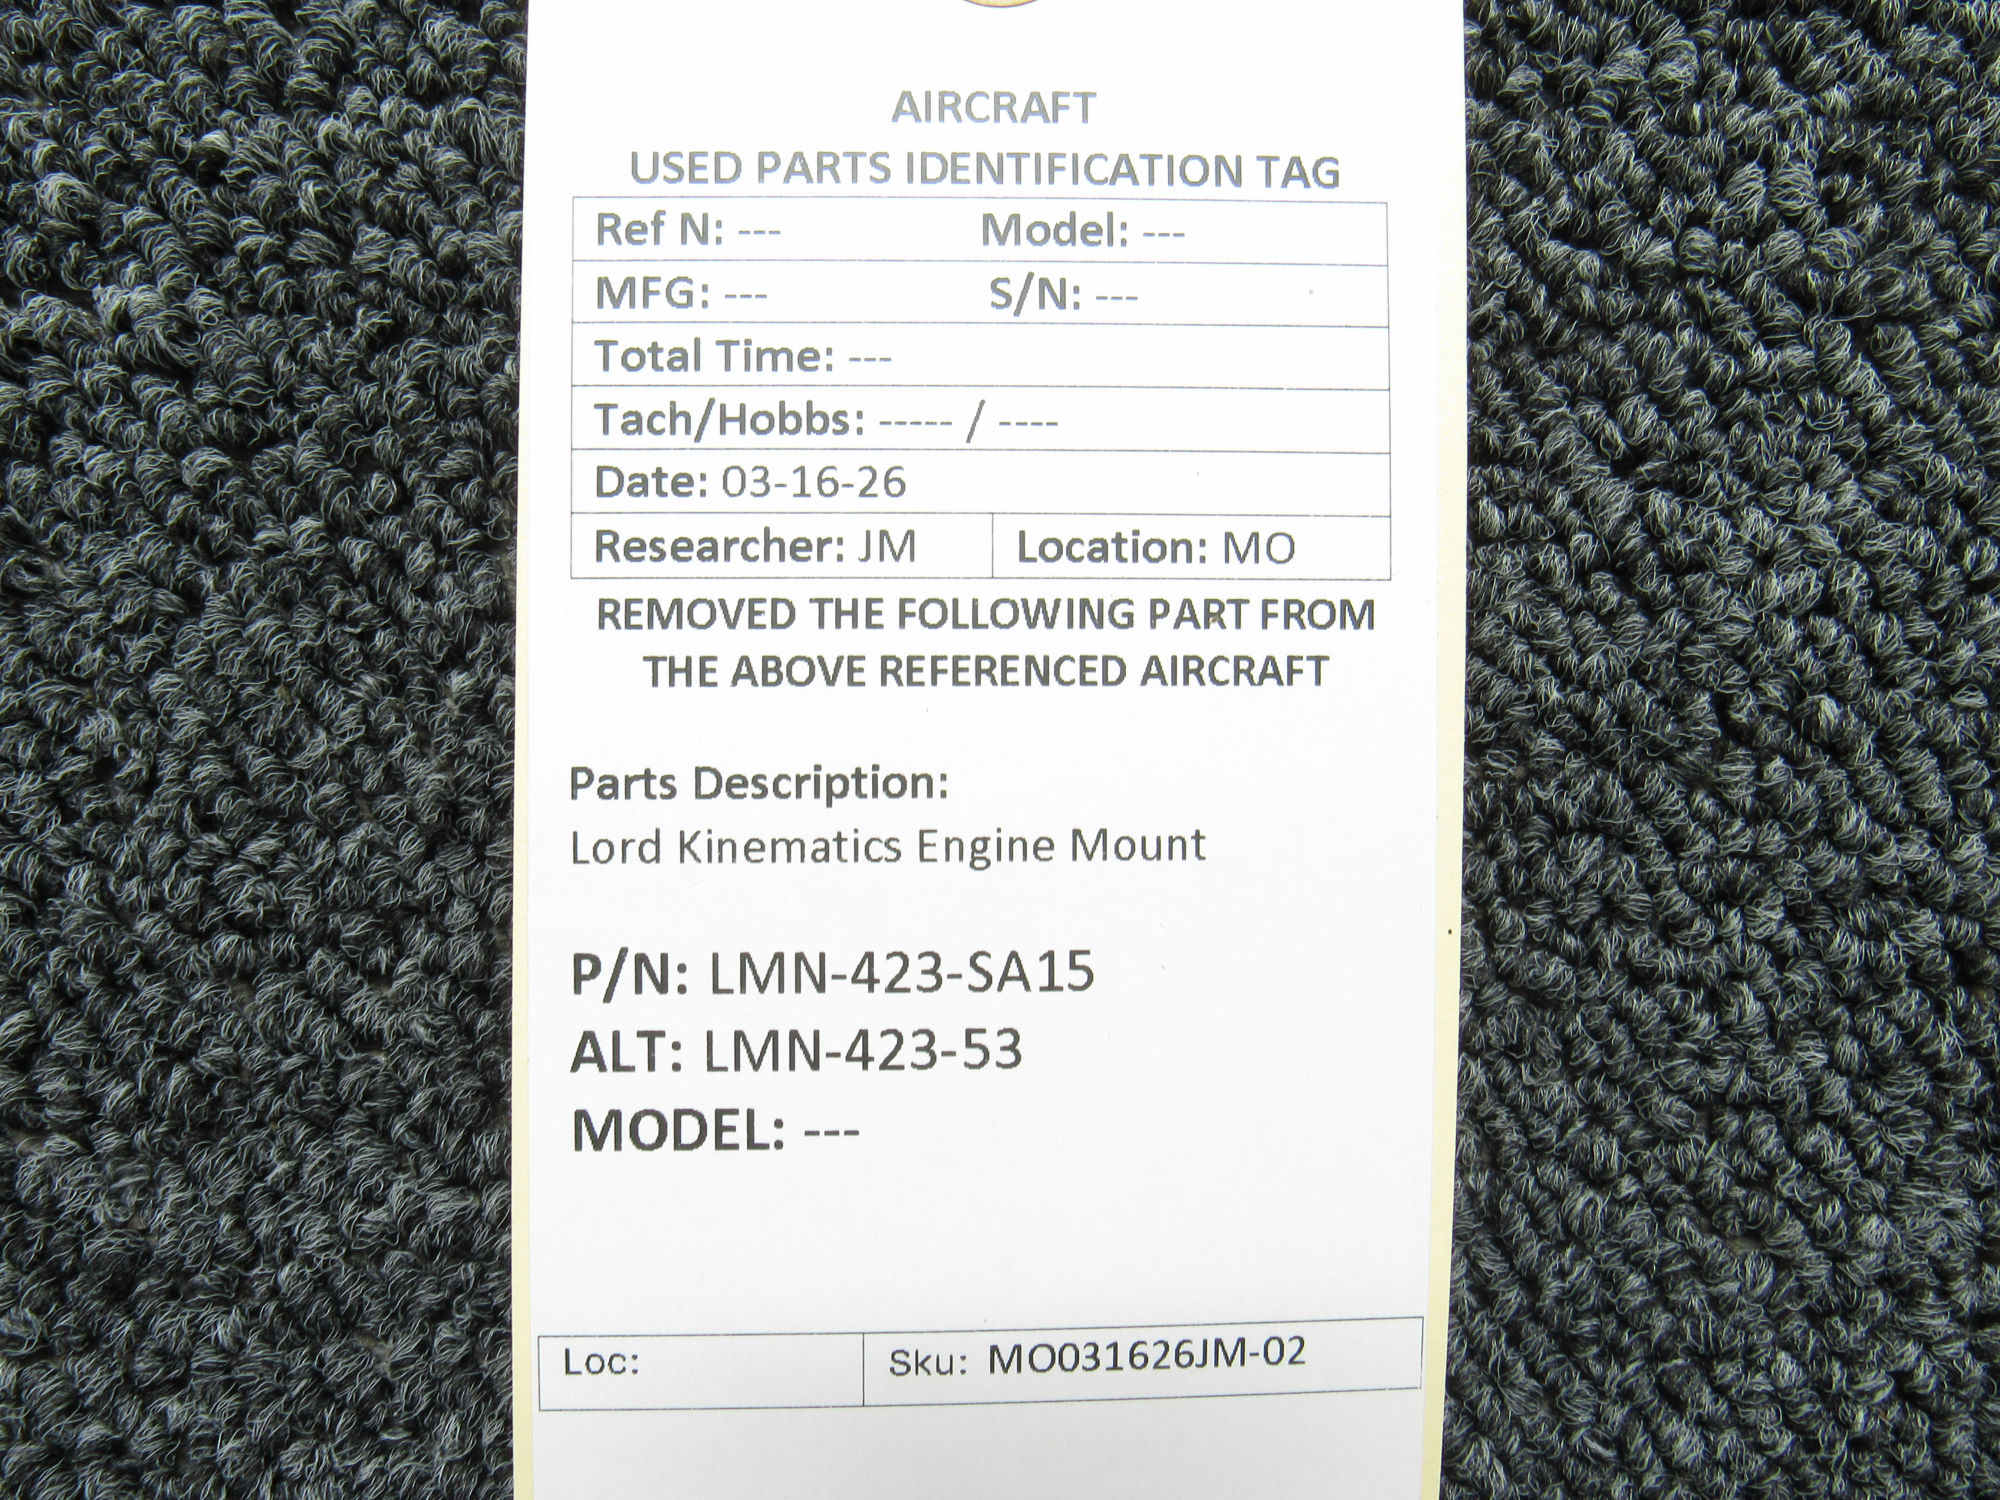 AIRCRAFT
USED PARTS IDENTIFICATION TAG
Ref N: --- Model: ---
MFG: --- S/N: ---
Total Time: ---
Tach/Hobbs: ----- / ----
Date: 03-16-26
Researcher: JM Location: MO
REMOVED THE FOLLOWING PART FROM
THE ABOVE REFERENCED AIRCRAFT
Parts Description:
Lord Kinematics Engine Mount
P/N: LMN-423-SA15
ALT: LMN-423-53
MODEL: ---
Loc: Sku: MO031626JM-02